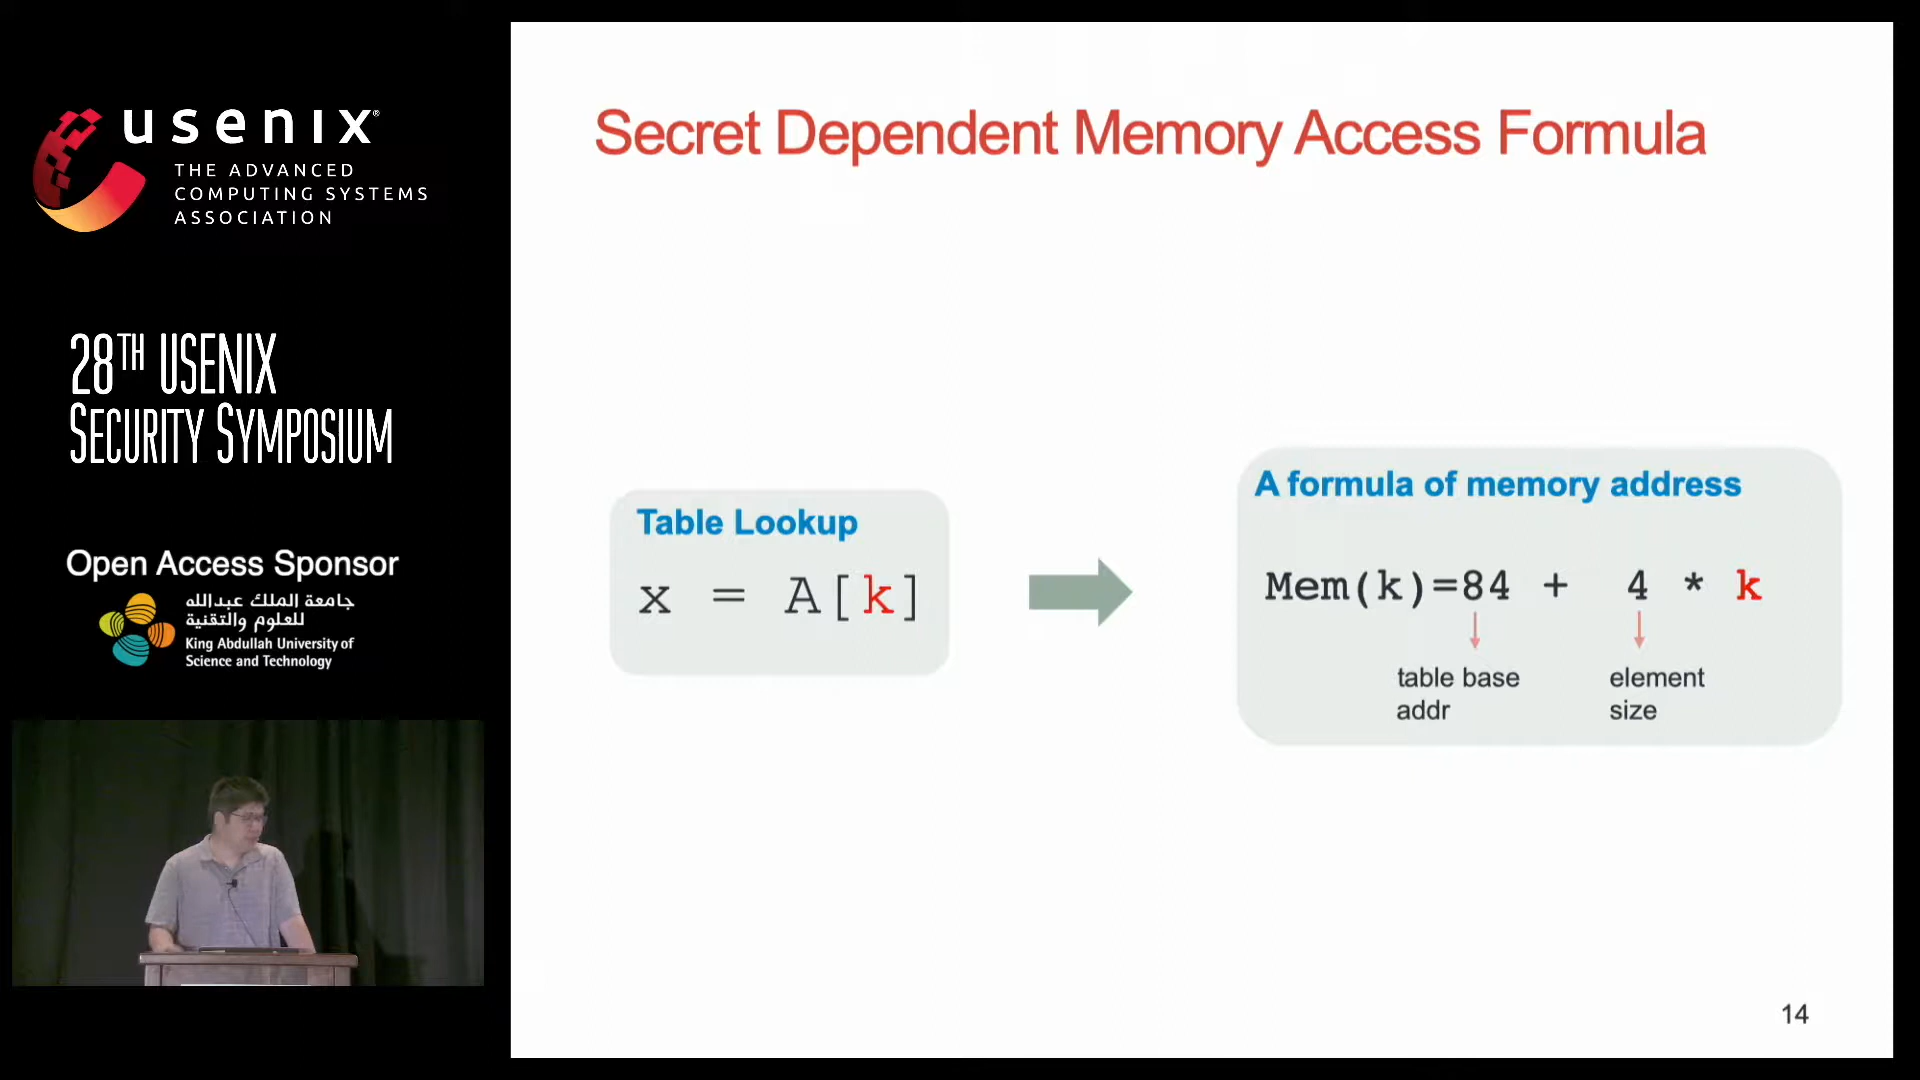 usenix®
THE ADVANCED
COMPUTING SYSTEMS
ASSOCIATION
28TH USENIX
SECURITY SYMPOSIUM
Open Access Sponsor
جامعة الملك عبدالله
للعلوم والتقنية
King Abdullah University of
Science and Technology
Secret Dependent Memory Access Formula
Table Lookup
x = A[k]
A formula of memory address
Mem(k)=84 + 4 * k
table base
addr
element
size
14